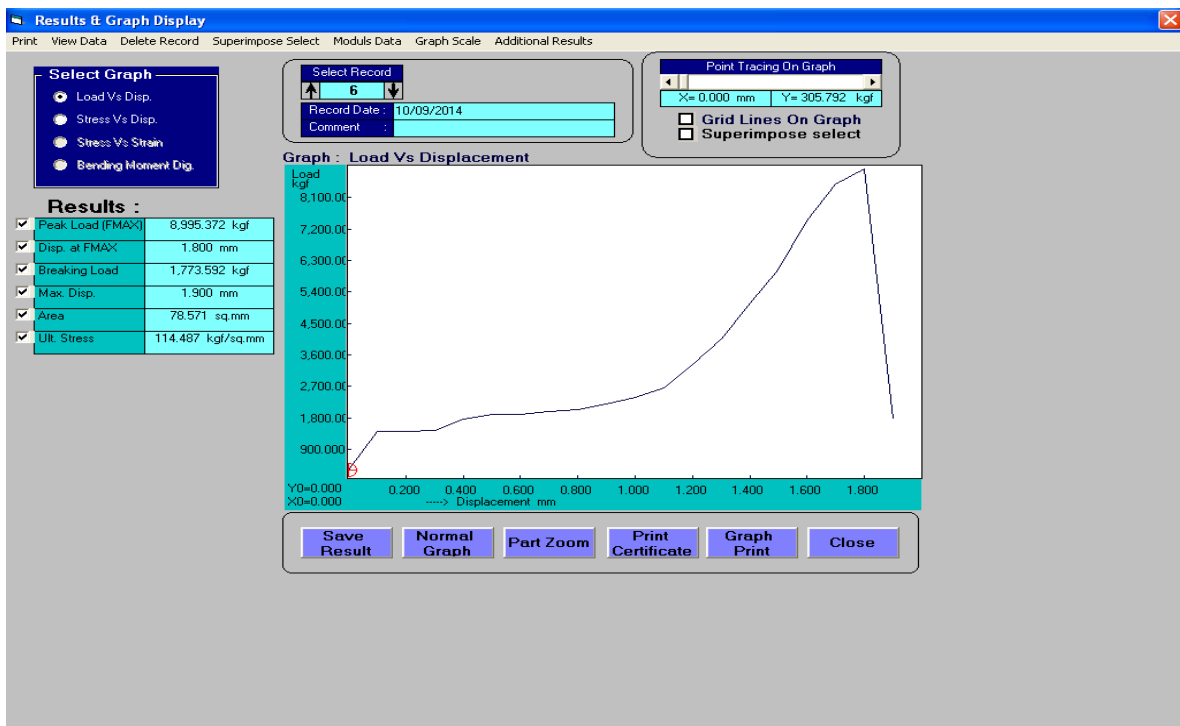 Results & Graph Display
Print View Data Delete Record Superimpose Select Moduls Data Graph Scale Additional Results
Select Graph
Load Vs Disp.
Stress Vs Disp.
Stress Vs Strain
Bending Moment Dig.
Select Record
6
Record Date : 10/09/2014
Comment :
Point Tracing On Graph
X= 0.000 mm Y= 305.792 kgf
Grid Lines On Graph
Superimpose select
Results :
Peak Load (FMAX) 8,995.372 kgf
Disp. at FMAX 1.800 mm
Breaking Load 1,773.592 kgf
Max. Disp. 1.900 mm
Area 78.571 sq.mm
Ult. Stress 114.487 kgf/sq.mm
Graph : Load Vs Displacement
Load
kgf
8,100.00
7,200.00
6,300.00
5,400.00
4,500.00
3,600.00
2,700.00
1,800.00
900.000
Y0=0.000 0.200 0.400 0.600 0.800 1.000 1.200 1.400 1.600 1.800
X0=0.000 ----> Displacement mm
Save Result
Normal Graph
Part Zoom
Print Certificate
Graph Print
Close